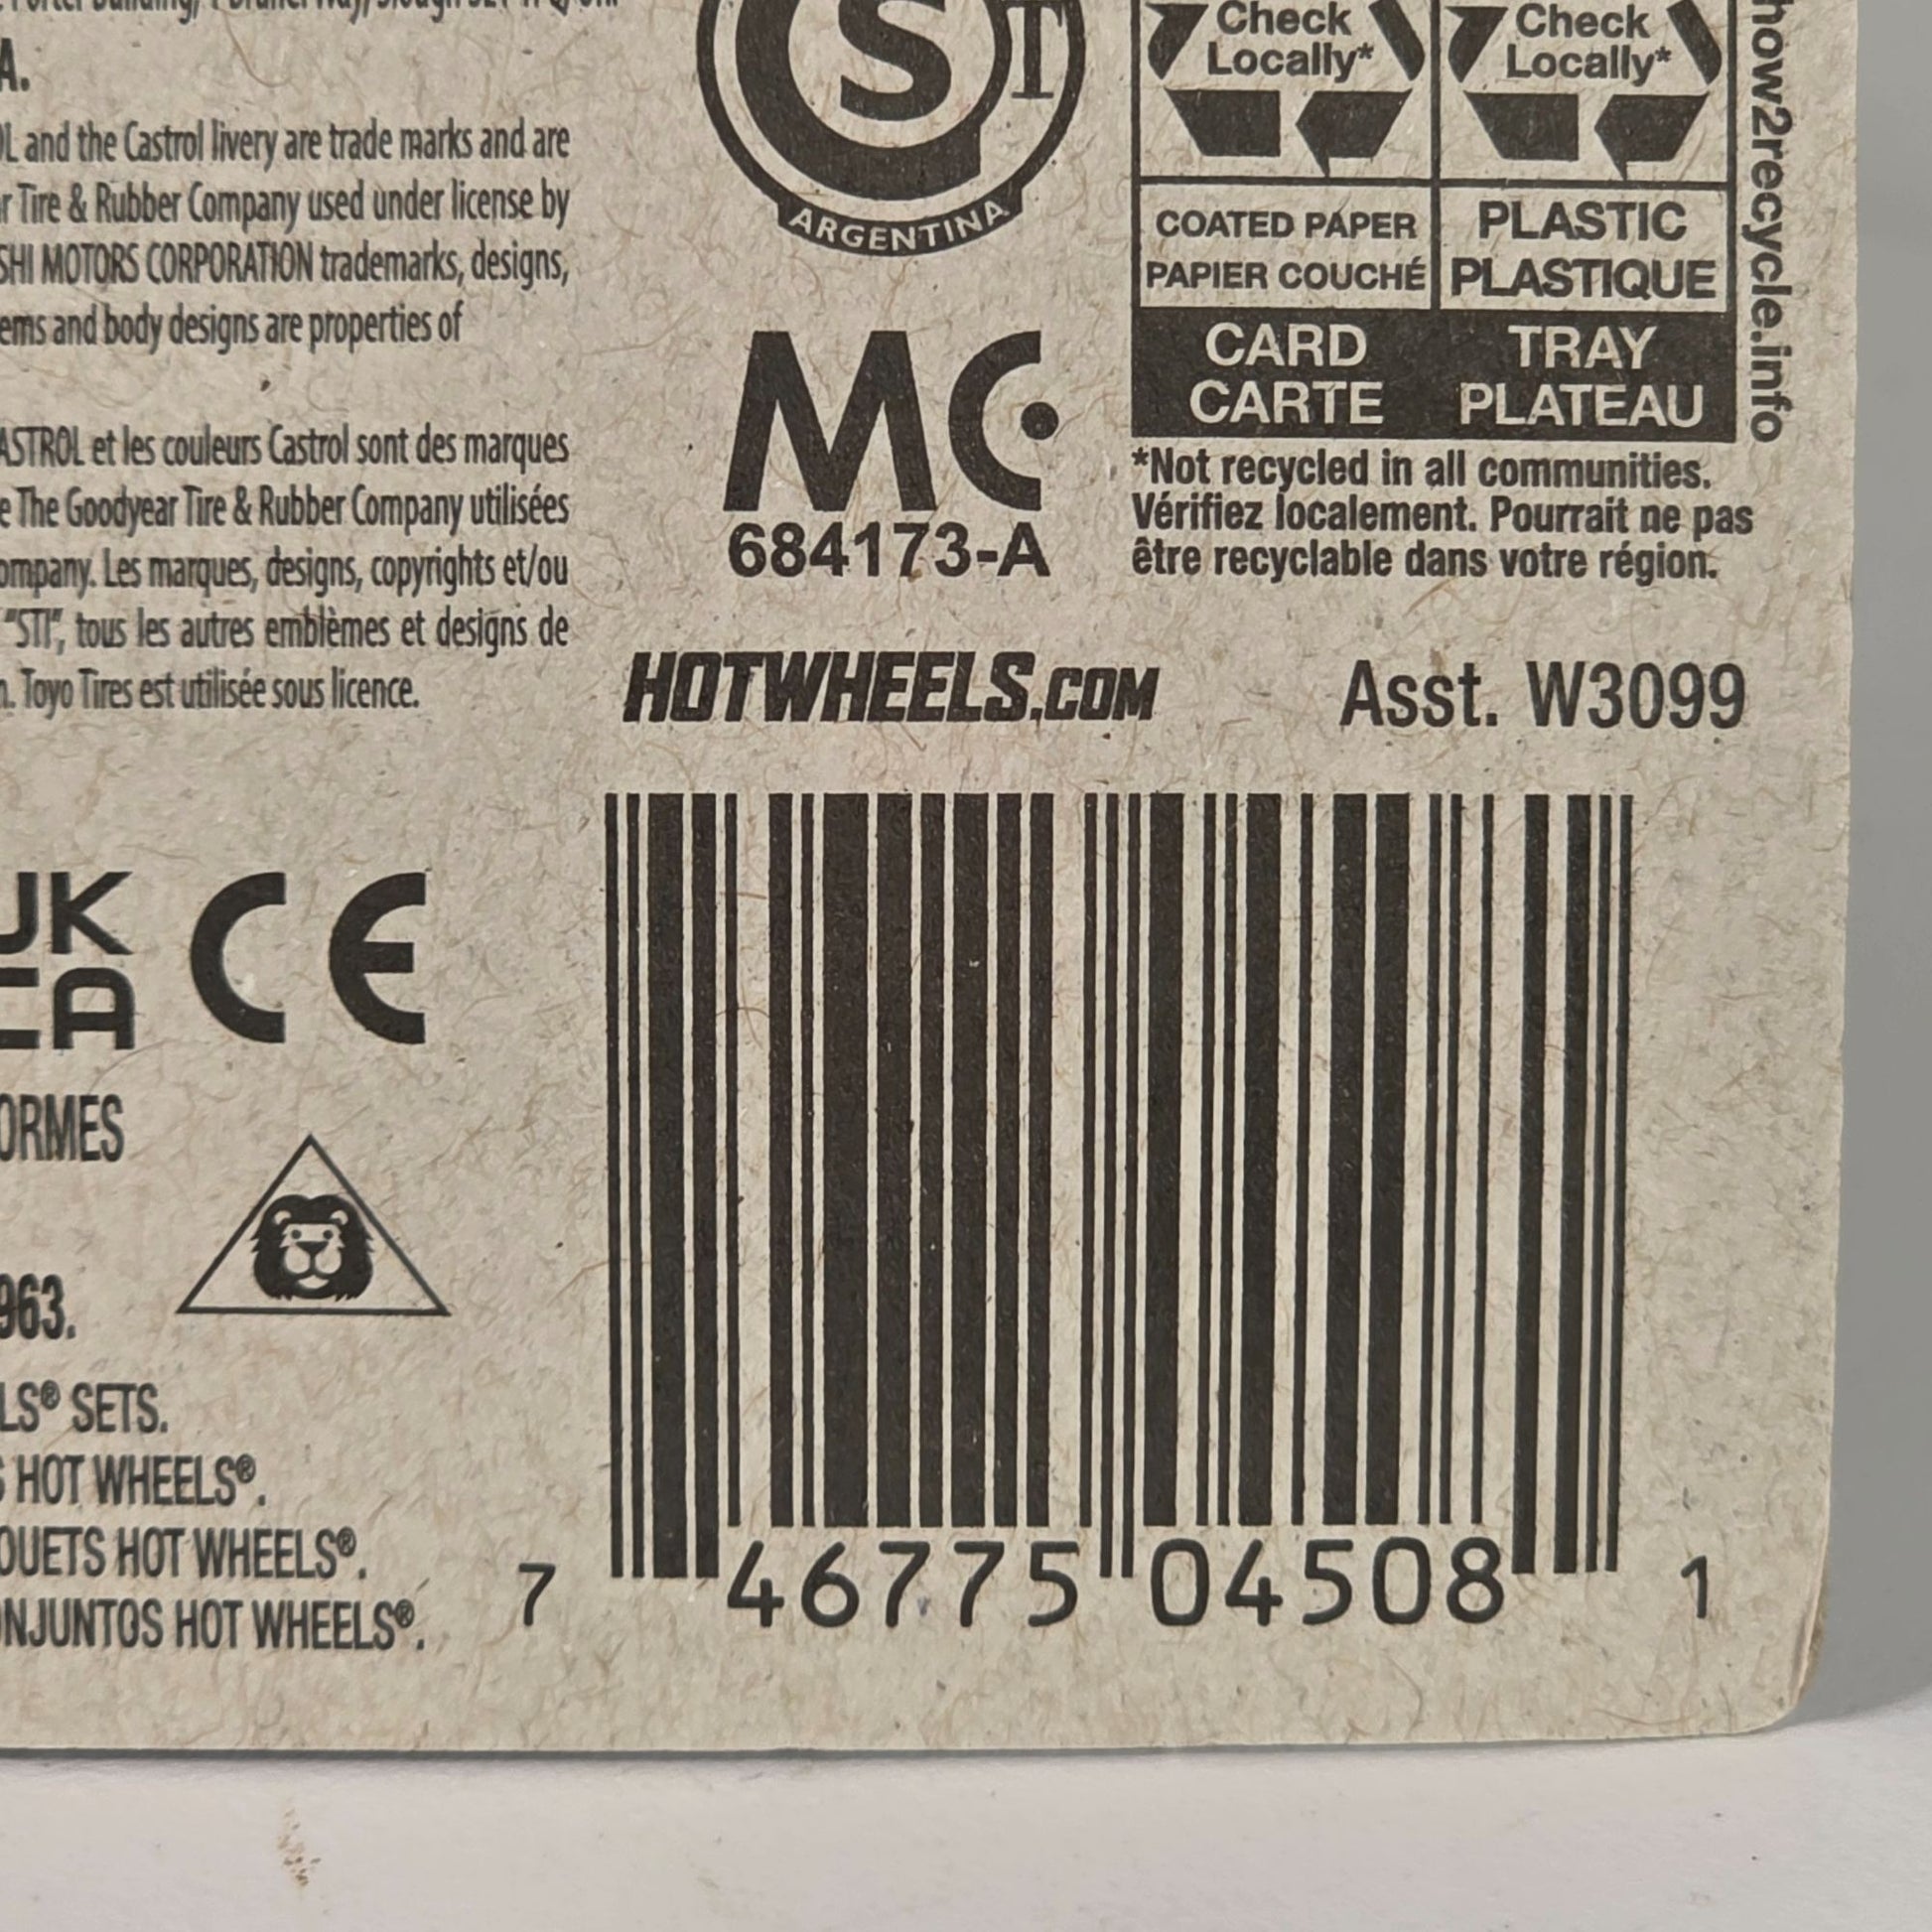 A.
OL and the Castrol livery are trade marks and are
r Tire & Rubber Company used under license by
SHI MOTORS CORPORATION trademarks, designs,
ems and body designs are properties of
ASTROL et les couleurs Castrol sont des marques
e The Goodyear Tire & Rubber Company utilisées
ompany. Les marques, designs, copyrights et/ou
"STI", tous les autres emblèmes et designs de
n. Toyo Tires est utilisée sous licence.
UK
CA
CE
ORMES
963.
LS® SETS.
S HOT WHEELS®.
OUETS HOT WHEELS®.
ONJUNTOS HOT WHEELS®.
S T
ARGENTINA
MC
684173-A
Check
Locally*
Check
Locally*
COATED PAPER
PAPIER COUCHÉ
PLASTIC
PLASTIQUE
CARD
CARTE
TRAY
PLATEAU
how2recycle.info
*Not recycled in all communities.
Vérifiez localement. Pourrait ne pas
être recyclable dans votre région.
HOTWHEELS.COM
Asst. W3099
7 46775 04508 1